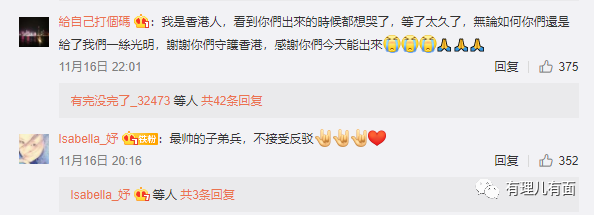 給自己打個碼：我是香港人，看到你們出來的時候都想哭了，等了太久了，無論如何你們還是
給了我們一絲光明，謝謝你們守護香港，感謝你們今天能出來😭😭😭🙏🙏🙏
11月16日 22:01 回复 375
有完没完了_32473 等人 共42条回复
Isabella_妤 铁粉：最帅的子弟兵，不接受反驳🤟🤟🤟❤️
11月16日 20:16 回复 352
Isabella_妤 等人 共3条回复
有理儿有面